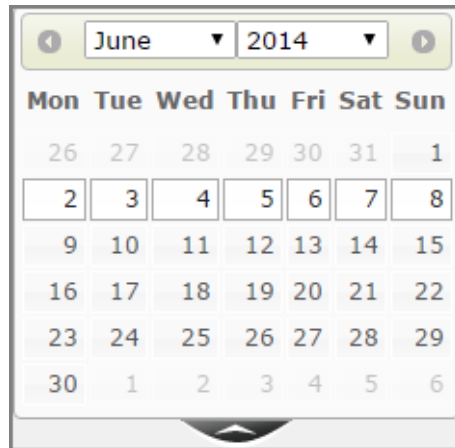 June 2014
Mon Tue Wed Thu Fri Sat Sun
26 27 28 29 30 31 1
2 3 4 5 6 7 8
9 10 11 12 13 14 15
16 17 18 19 20 21 22
23 24 25 26 27 28 29
30 1 2 3 4 5 6